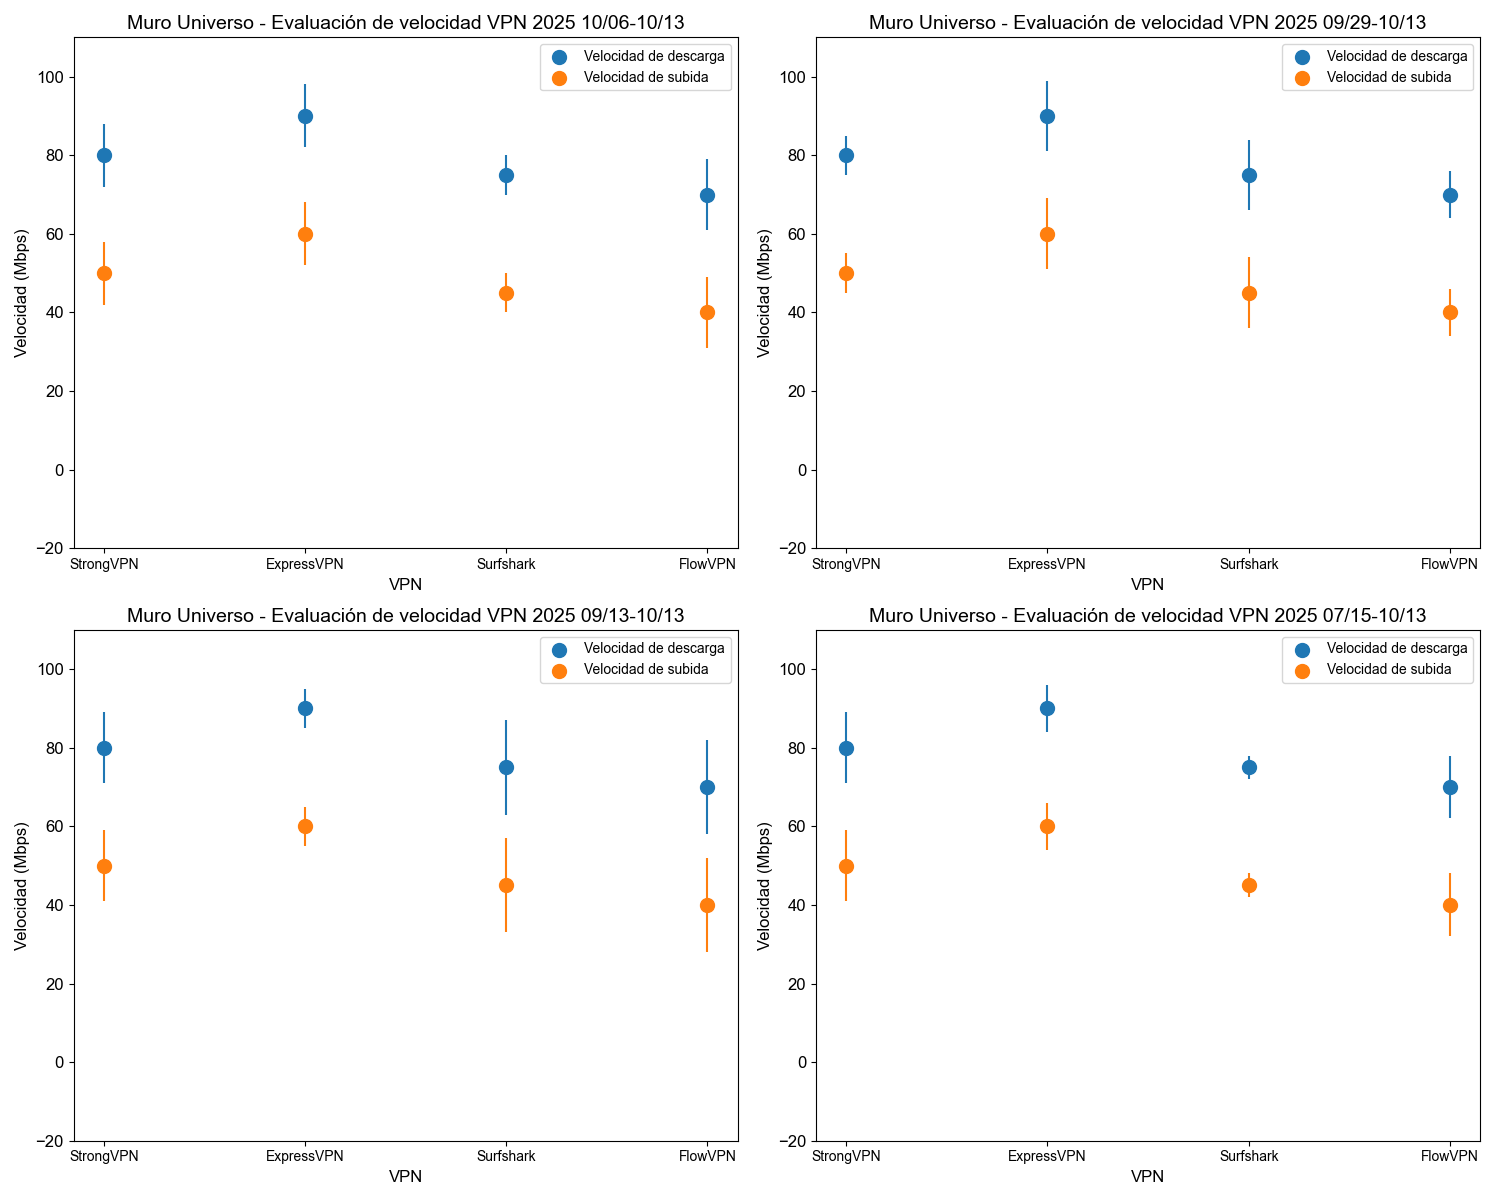 Muro Universo - Evaluación de velocidad VPN 2025 10/06-10/13
Velocidad de descarga
Velocidad de subida
Velocidad (Mbps)
100
80
60
40
20
0
−20
StrongVPN ExpressVPN Surfshark FlowVPN
VPN
Muro Universo - Evaluación de velocidad VPN 2025 09/29-10/13
Velocidad de descarga
Velocidad de subida
Velocidad (Mbps)
100
80
60
40
20
0
−20
StrongVPN ExpressVPN Surfshark FlowVPN
VPN
Muro Universo - Evaluación de velocidad VPN 2025 09/13-10/13
Velocidad de descarga
Velocidad de subida
Velocidad (Mbps)
100
80
60
40
20
0
−20
StrongVPN ExpressVPN Surfshark FlowVPN
VPN
Muro Universo - Evaluación de velocidad VPN 2025 07/15-10/13
Velocidad de descarga
Velocidad de subida
Velocidad (Mbps)
100
80
60
40
20
0
−20
StrongVPN ExpressVPN Surfshark FlowVPN
VPN